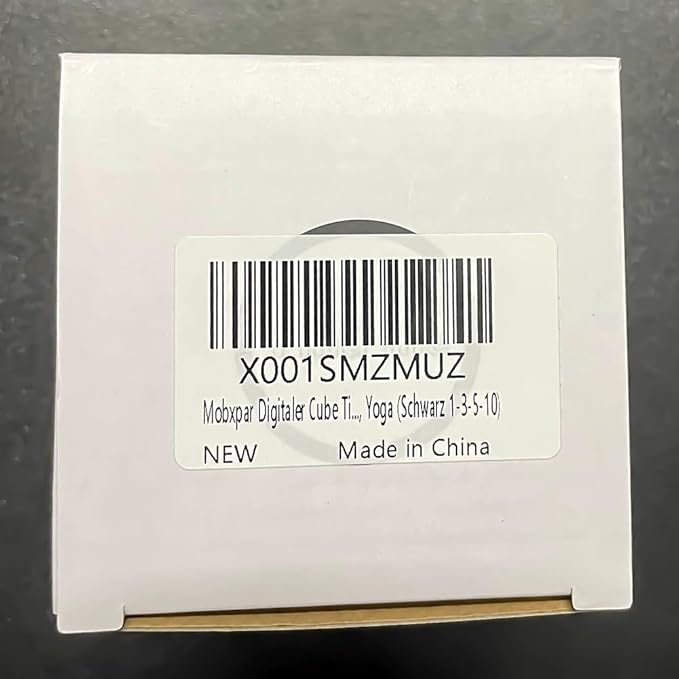 X001SMZMUZ
Mobxpar Digitaler Cube Ti..., Yoga (Schwarz 1-3-5-10)
NEW Made in China